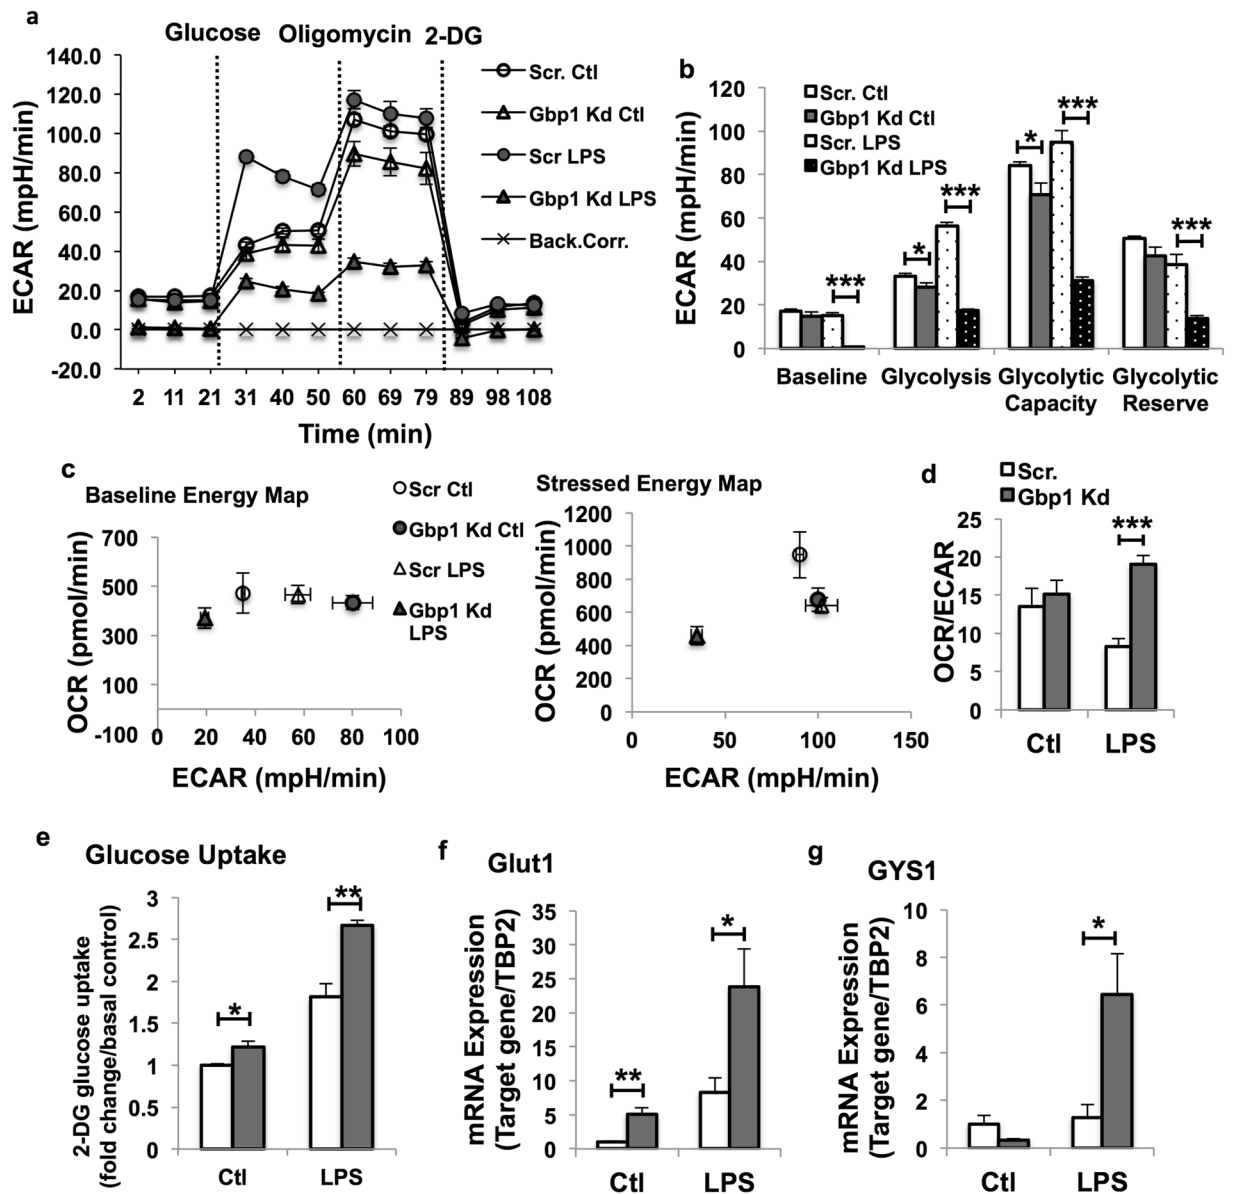 a
Glucose Oligomycin 2-DG
140.0
120.0
100.0
80.0
60.0
40.0
20.0
0.0
-20.0
ECAR (mpH/min)
2 11 21 31 40 50 60 69 79 89 98 108
Time (min)
Scr. Ctl
Gbp1 Kd Ctl
Scr LPS
Gbp1 Kd LPS
Back.Corr.
b
120
100
80
60
40
20
0
ECAR (mpH/min)
Scr. Ctl
Gbp1 Kd Ctl
Scr. LPS
Gbp1 Kd LPS
***
*
***
*
***
***
Baseline Glycolysis Glycolytic Glycolytic
Capacity Reserve
c
Baseline Energy Map
700
500
300
100
-100
OCR (pmol/min)
0 20 40 60 80 100
ECAR (mpH/min)
Scr Ctl
Gbp1 Kd Ctl
Scr LPS
Gbp1 Kd
LPS
Stressed Energy Map
1200
1000
800
600
400
200
0
OCR (pmol/min)
0 50 100 150
ECAR (mpH/min)
d
Scr.
Gbp1 Kd
25
20
15
10
5
0
OCR/ECAR
***
Ctl LPS
e
Glucose Uptake
3
2.5
2
1.5
1
0.5
0
2-DG glucose uptake
(fold change/basal control)
*
**
Ctl LPS
f
Glut1
35
30
25
20
15
10
5
0
mRNA Expression
(Target gene/TBP2)
**
*
Ctl LPS
g
GYS1
10
8
6
4
2
0
mRNA Expression
(Target gene/TBP2)
*
Ctl LPS